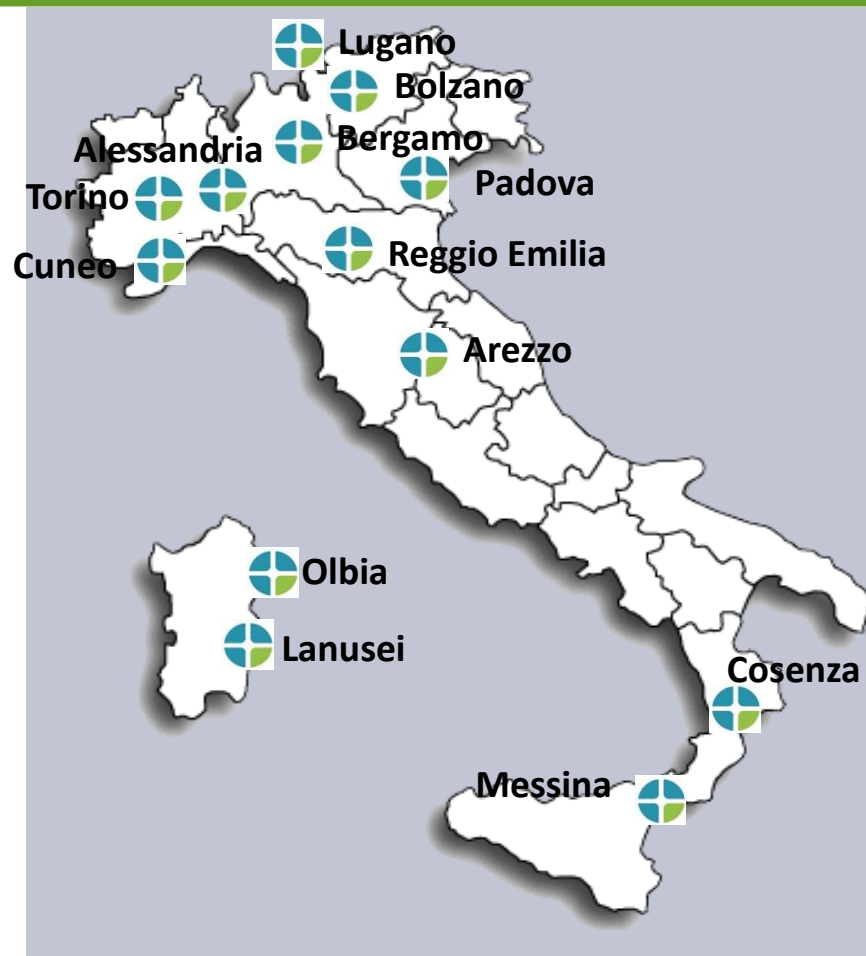 Lugano
Bolzano
Bergamo
Alessandria
Padova
Torino
Reggio Emilia
Cuneo
Arezzo
Olbia
Lanusei
Cosenza
Messina